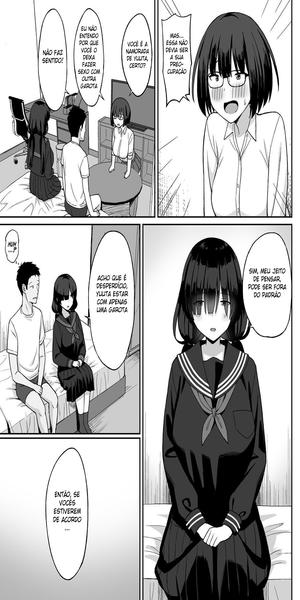 MAS...
ESSA NÃO
DEVIA SER
A SUA
PREO-
CUPAÇÃO
VOCÊ É A
NAMORADA
DE YUUTA,
CERTO?
EU NÃO
ENTENDO
POR QUE
VOCÊ O
DEIXA
FAZER
SEXO COM
OUTRA
GAROTA
NÃO FAZ
SENTIDO!
SIM, MEU JEITO
DE PENSAR,
PODE SER FORA
DO PADRÃO
ACHO QUE É
DESPERDÍCIO,
YUUTA ESTAR
COM APENAS
UMA GAROTA
ENTÃO, SE
VOCÊS
ESTIVEREM
DE ACORDO
...